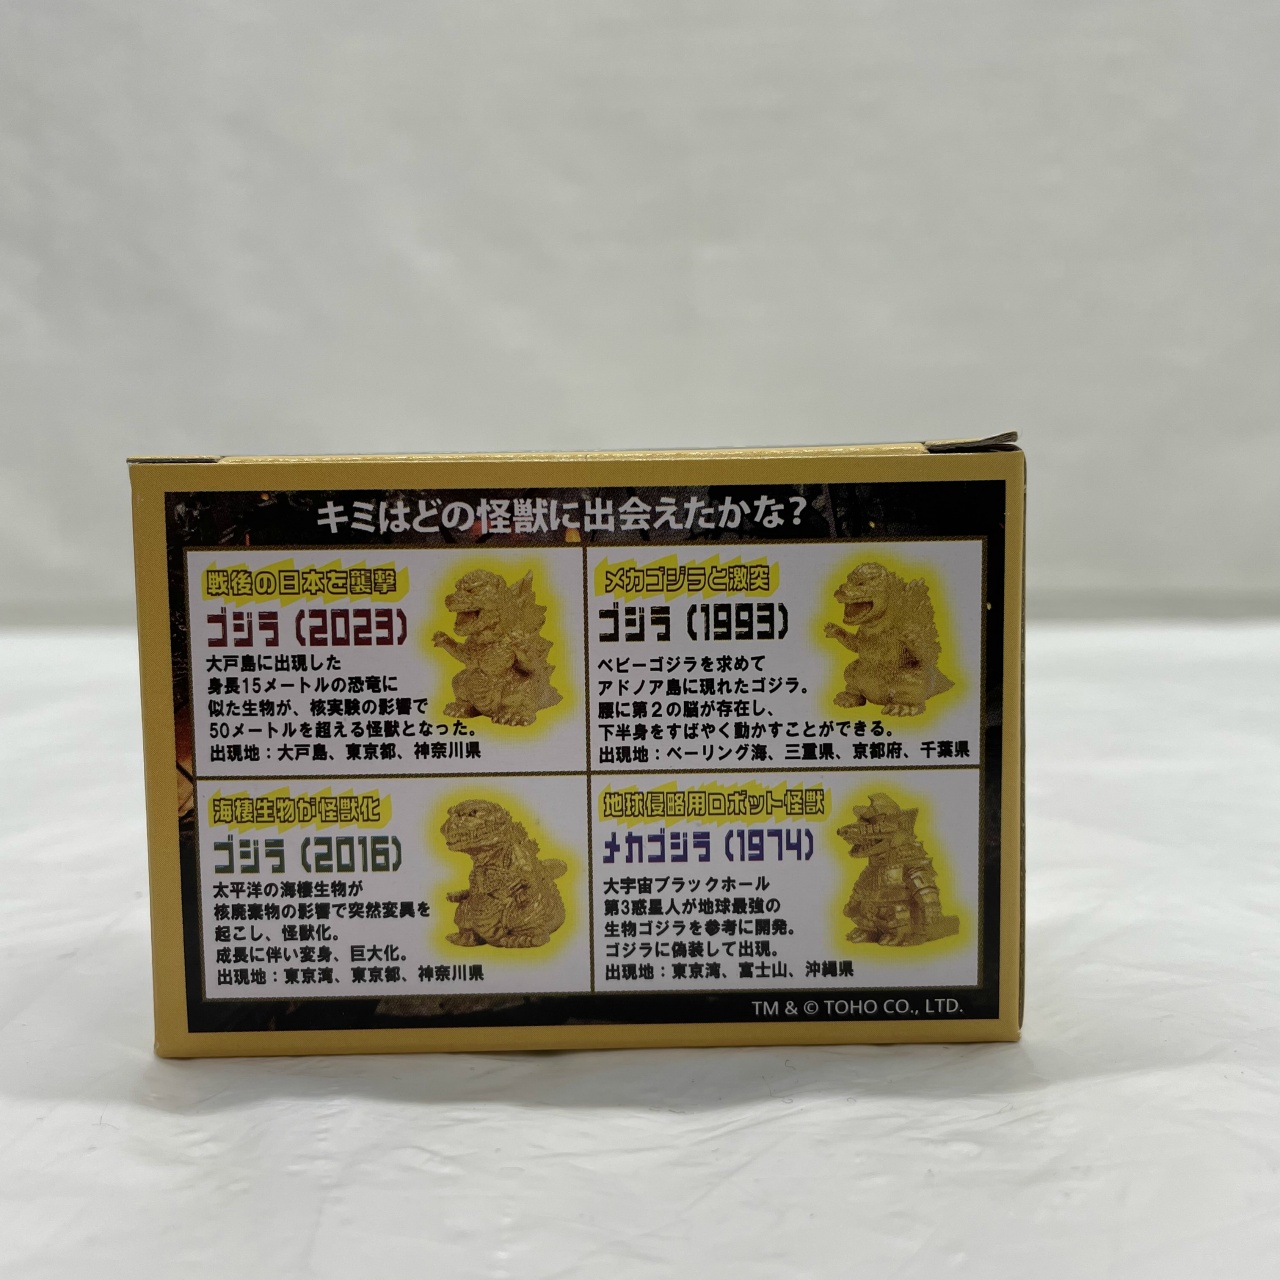 キミはどの怪獣に出会えたかな?
戦後の日本を襲撃
ゴジラ(2023)
大戸島に出現した
身長15メートルの恐竜に
似た生物が、核実験の影響で
50メートルを超える怪獣となった。
出現地:大戸島、東京都、神奈川県
メカゴジラと激突
ゴジラ(1993)
ベビーゴジラを求めて
アドノア島に現れたゴジラ。
腰に第2の脳が存在し、
下半身をすばやく動かすことができる。
出現地:ベーリング海、三重県、京都府、千葉県
海棲生物が怪獣化
ゴジラ(2016)
太平洋の海棲生物が
核廃棄物の影響で突然変異を
起こし、怪獣化。
成長に伴い変身、巨大化。
出現地:東京湾、東京都、神奈川県
地球侵略用ロボット怪獣
メカゴジラ(1974)
大宇宙ブラックホール
第3惑星人が地球最強の
生物ゴジラを参考に開発。
ゴジラに偽装して出現。
出現地:東京湾、富士山、沖縄県
TM & © TOHO CO., LTD.